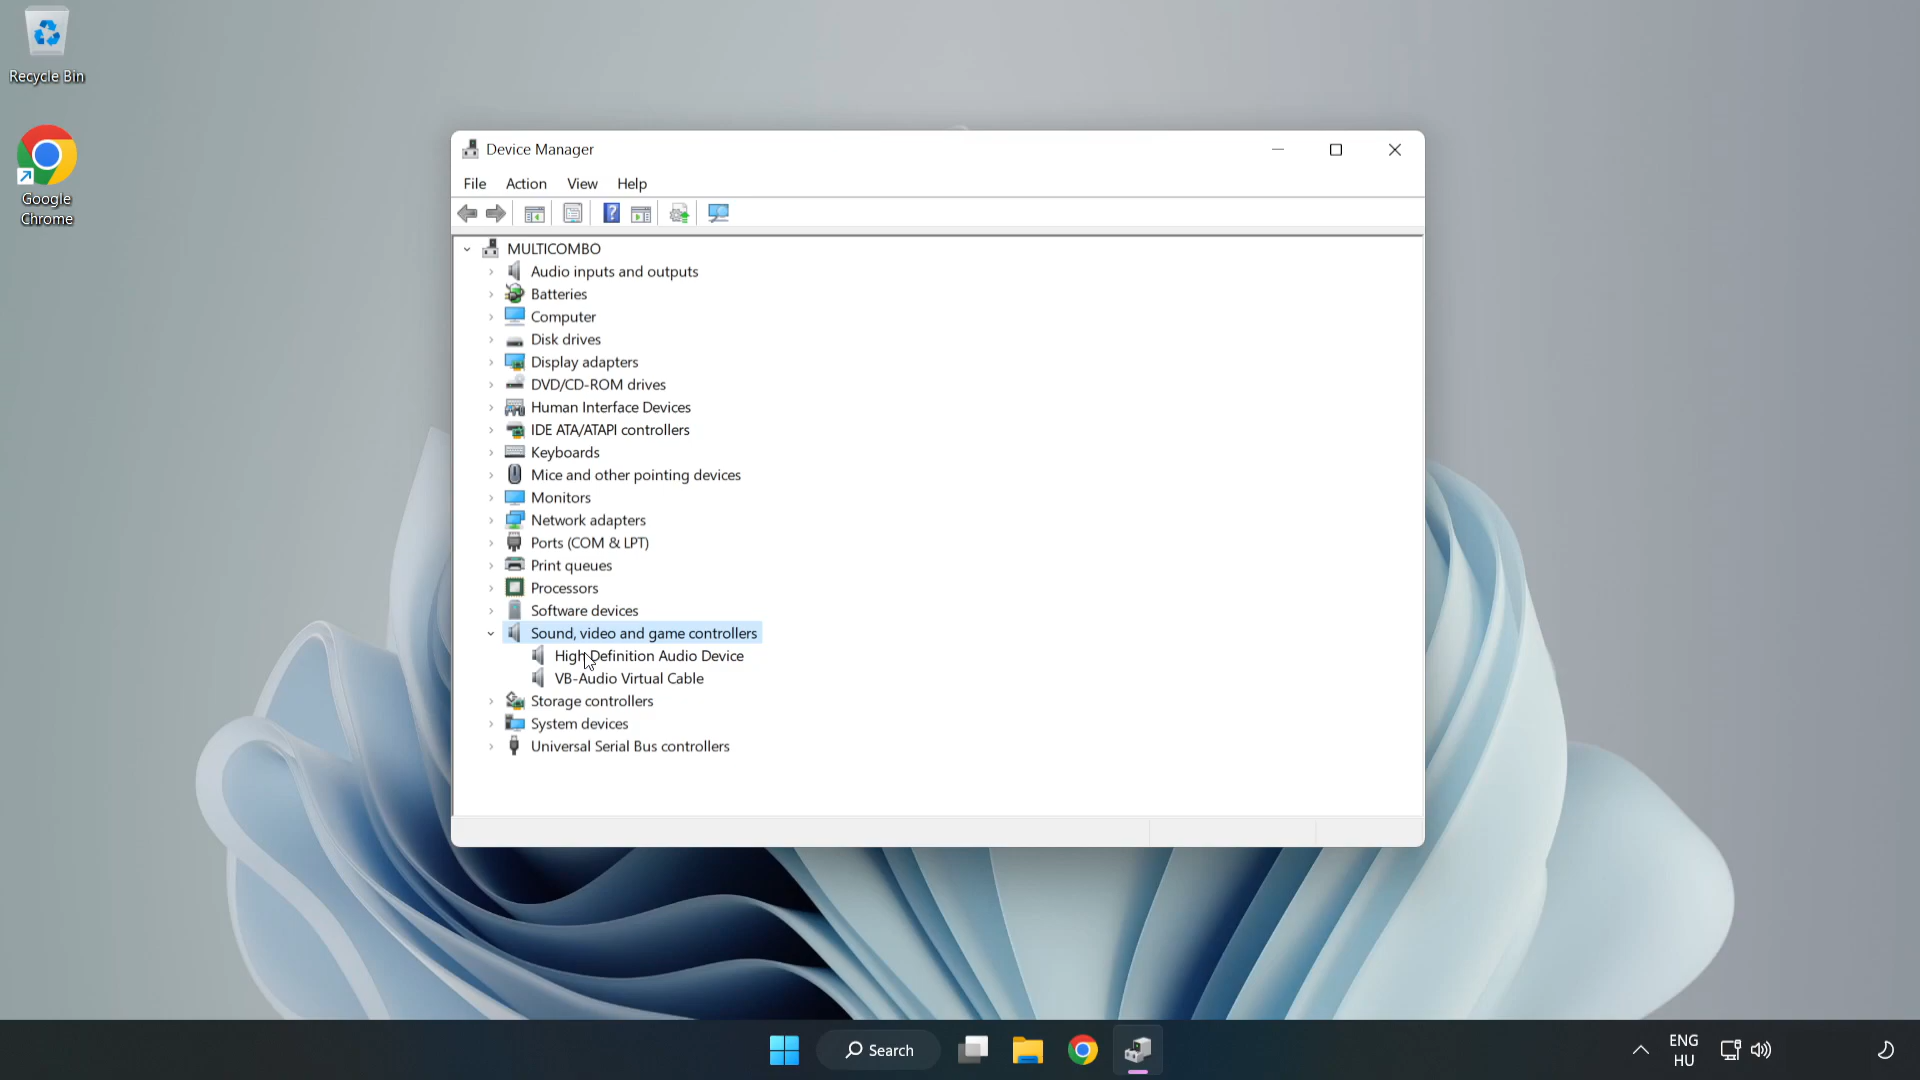 Recycle Bin
Google
Chrome
Device Manager
File Action View Help
MULTICOMBO
Audio inputs and outputs
Batteries
Computer
Disk drives
Display adapters
DVD/CD-ROM drives
Human Interface Devices
IDE ATA/ATAPI controllers
Keyboards
Mice and other pointing devices
Monitors
Network adapters
Ports (COM & LPT)
Print queues
Processors
Software devices
Sound, video and game controllers
High Definition Audio Device
VB-Audio Virtual Cable
Storage controllers
System devices
Universal Serial Bus controllers
Search
ENG
HU